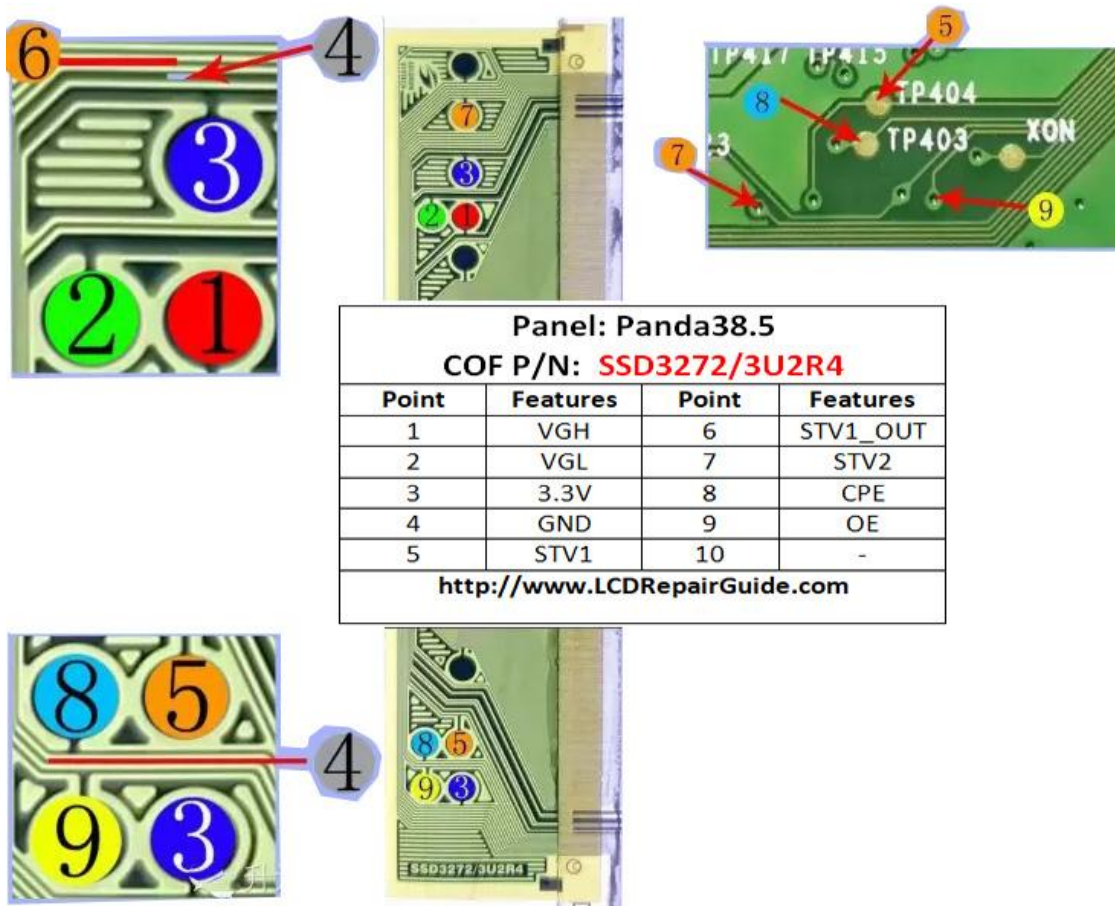 6
4
3
2
1
7
3
2
1
5
TP417 TP415
TP404
8
TP403
XON
7
3
9
Panel: Panda38.5
COF P/N: SSD3272/3U2R4
Point Features Point Features
1 VGH 6 STV1_OUT
2 VGL 7 STV2
3 3.3V 8 CPE
4 GND 9 OE
5 STV1 10 -
http://www.LCDRepairGuide.com
8
5
4
9
3
8
5
9
3
SSD3272/3U2R4